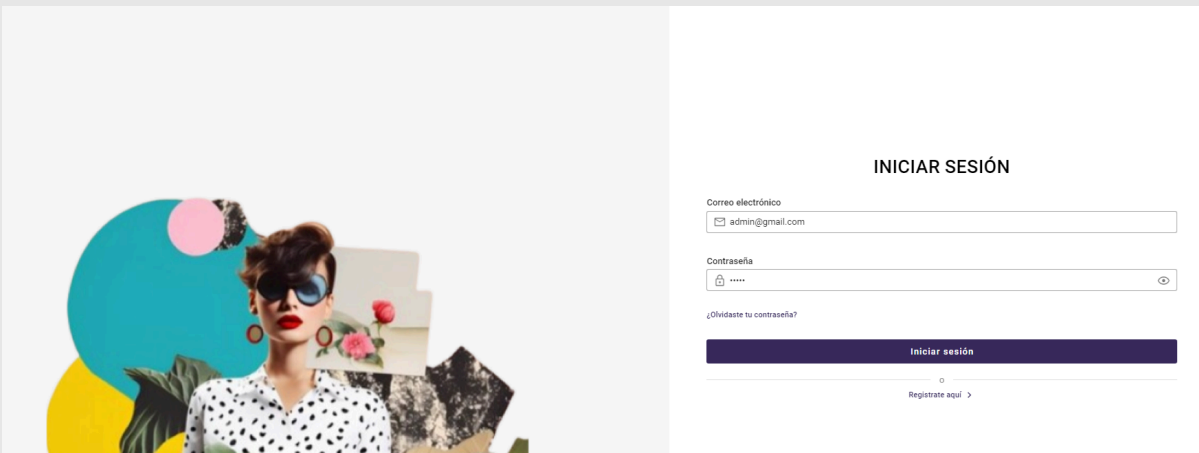 INICIAR SESIÓN
Correo electrónico
admin@gmail.com
Contraseña
•••••
¿Olvidaste tu contraseña?
Iniciar sesión
o
Registrate aquí